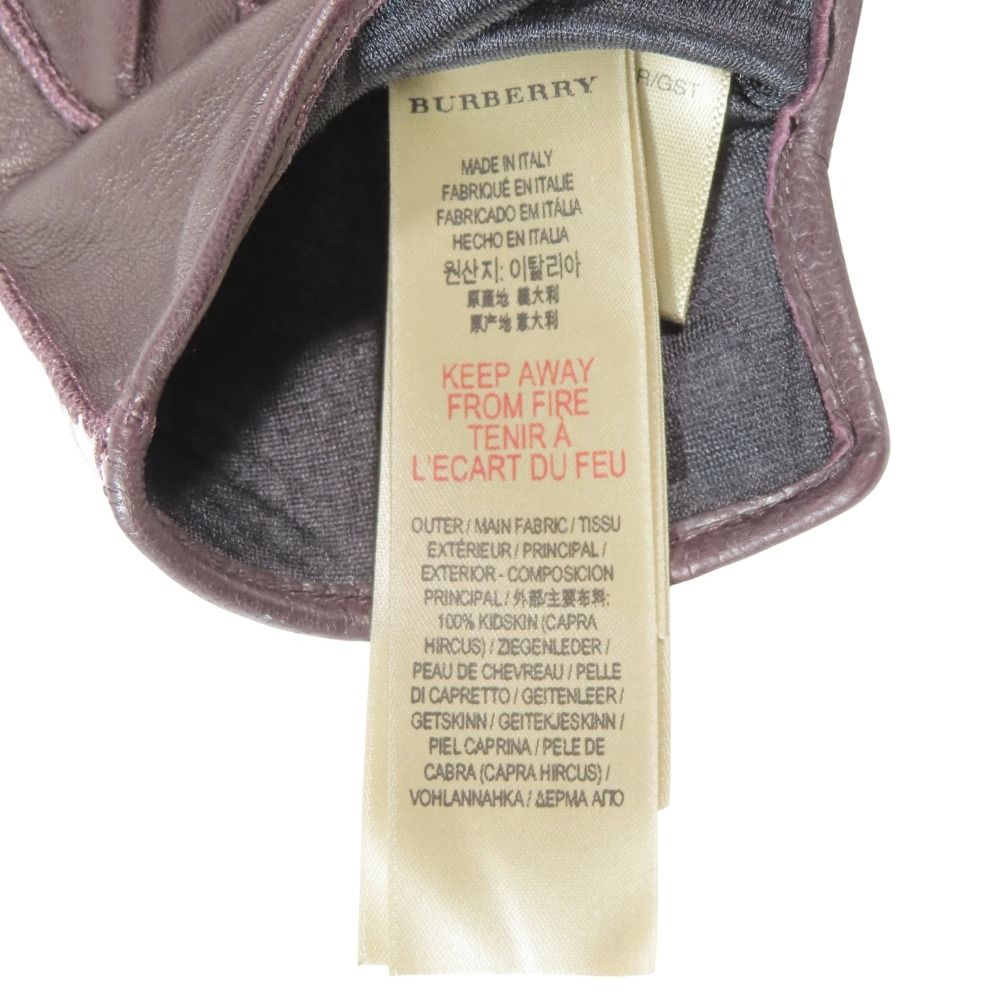 BURBERRY
R/GST
MADE IN ITALY
FABRIQUÉ EN ITALIE
FABRICADO EM ITÁLIA
HECHO EN ITALIA
원산지: 이탈리아
原產地 義大利
原产地 意大利
KEEP AWAY
FROM FIRE
TENIR À
L'ECART DU FEU
OUTER / MAIN FABRIC / TISSU
EXTÉRIEUR / PRINCIPAL /
EXTERIOR - COMPOSICION
PRINCIPAL / 外部/主要布料:
100% KIDSKIN (CAPRA
HIRCUS) / ZIEGENLEDER /
PEAU DE CHEVREAU / PELLE
DI CAPRETTO / GEITENLEER /
GETSKINN / GEITEKJESKINN /
PIEL CAPRINA / PELE DE
CABRA (CAPRA HIRCUS) /
VOHLANNAHKA / ΔΕΡΜΑ ΑΠΟ